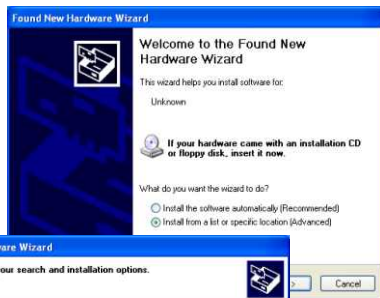 Found New Hardware Wizard
Welcome to the Found New
Hardware Wizard
This wizard helps you install software for:
Unknown
If your hardware came with an installation CD
or floppy disk, insert it now.
What do you want the wizard to do?
Install the software automatically (Recommended)
Install from a list or specific location (Advanced)
are Wizard
our search and installation options.
>
Cancel